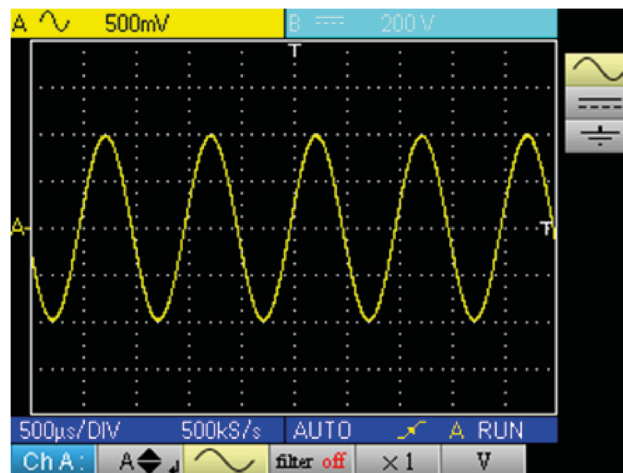 A 500mV B 200 V
T
A T
500µs/DIV 500kS/s AUTO A RUN
Ch A: A filter off ×1 V